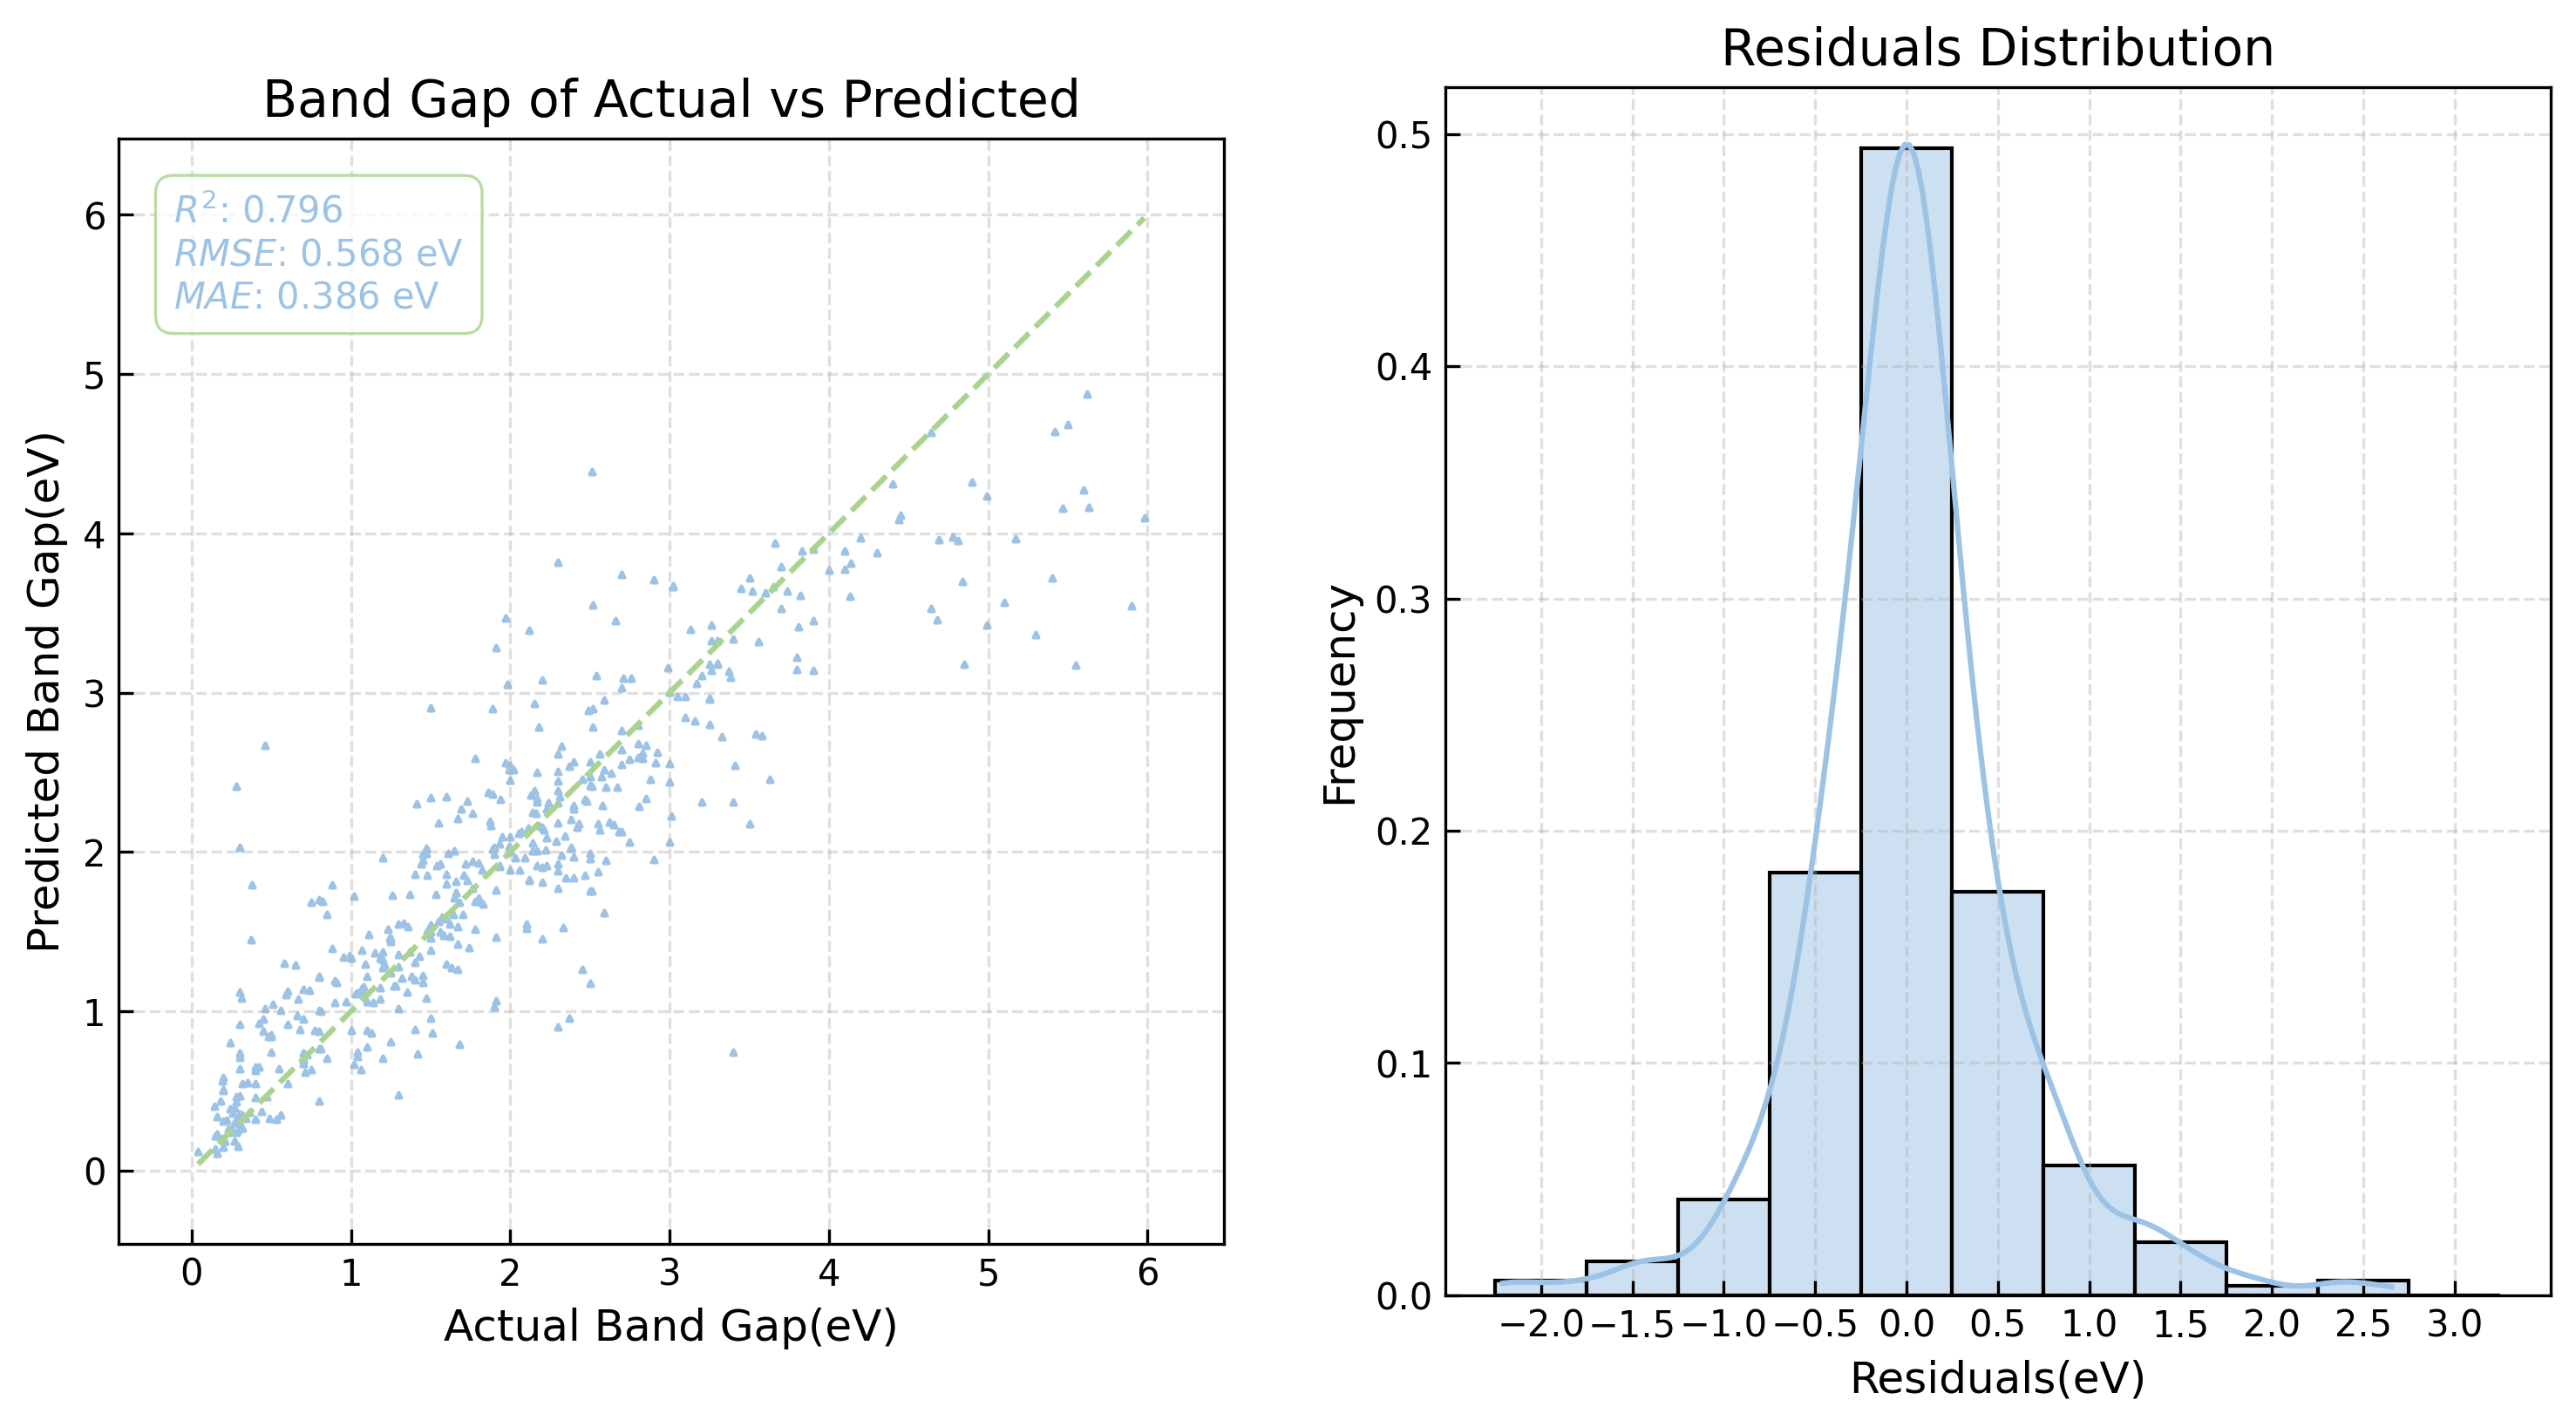 Band Gap of Actual vs Predicted
R²: 0.796
RMSE: 0.568 eV
MAE: 0.386 eV
Predicted Band Gap(eV)
6
5
4
3
2
1
0
0 1 2 3 4 5 6
Actual Band Gap(eV)
Residuals Distribution
Frequency
0.5
0.4
0.3
0.2
0.1
0.0
−2.0 −1.5 −1.0 −0.5 0.0 0.5 1.0 1.5 2.0 2.5 3.0
Residuals(eV)